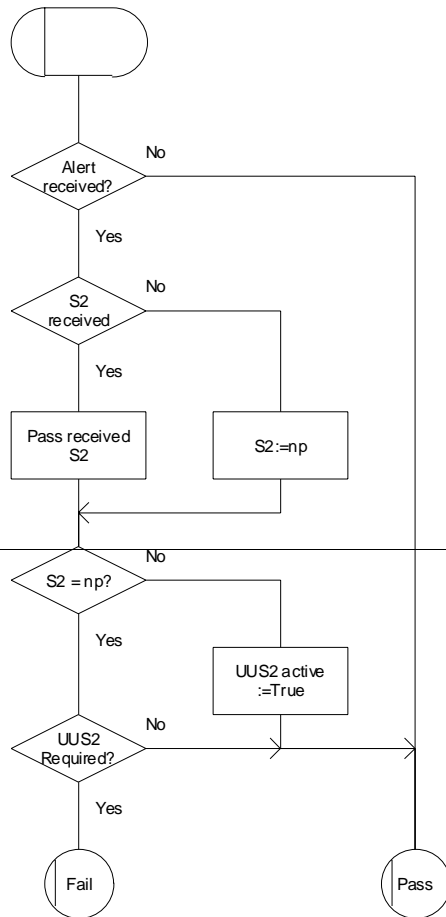 No
Alert
received?
Yes
No
S2
received
Yes
Pass received
S2
S2:=np
No
S2 = np?
Yes
UUS2 active
:=True
No
UUS2
Required?
Yes
Fail
Pass